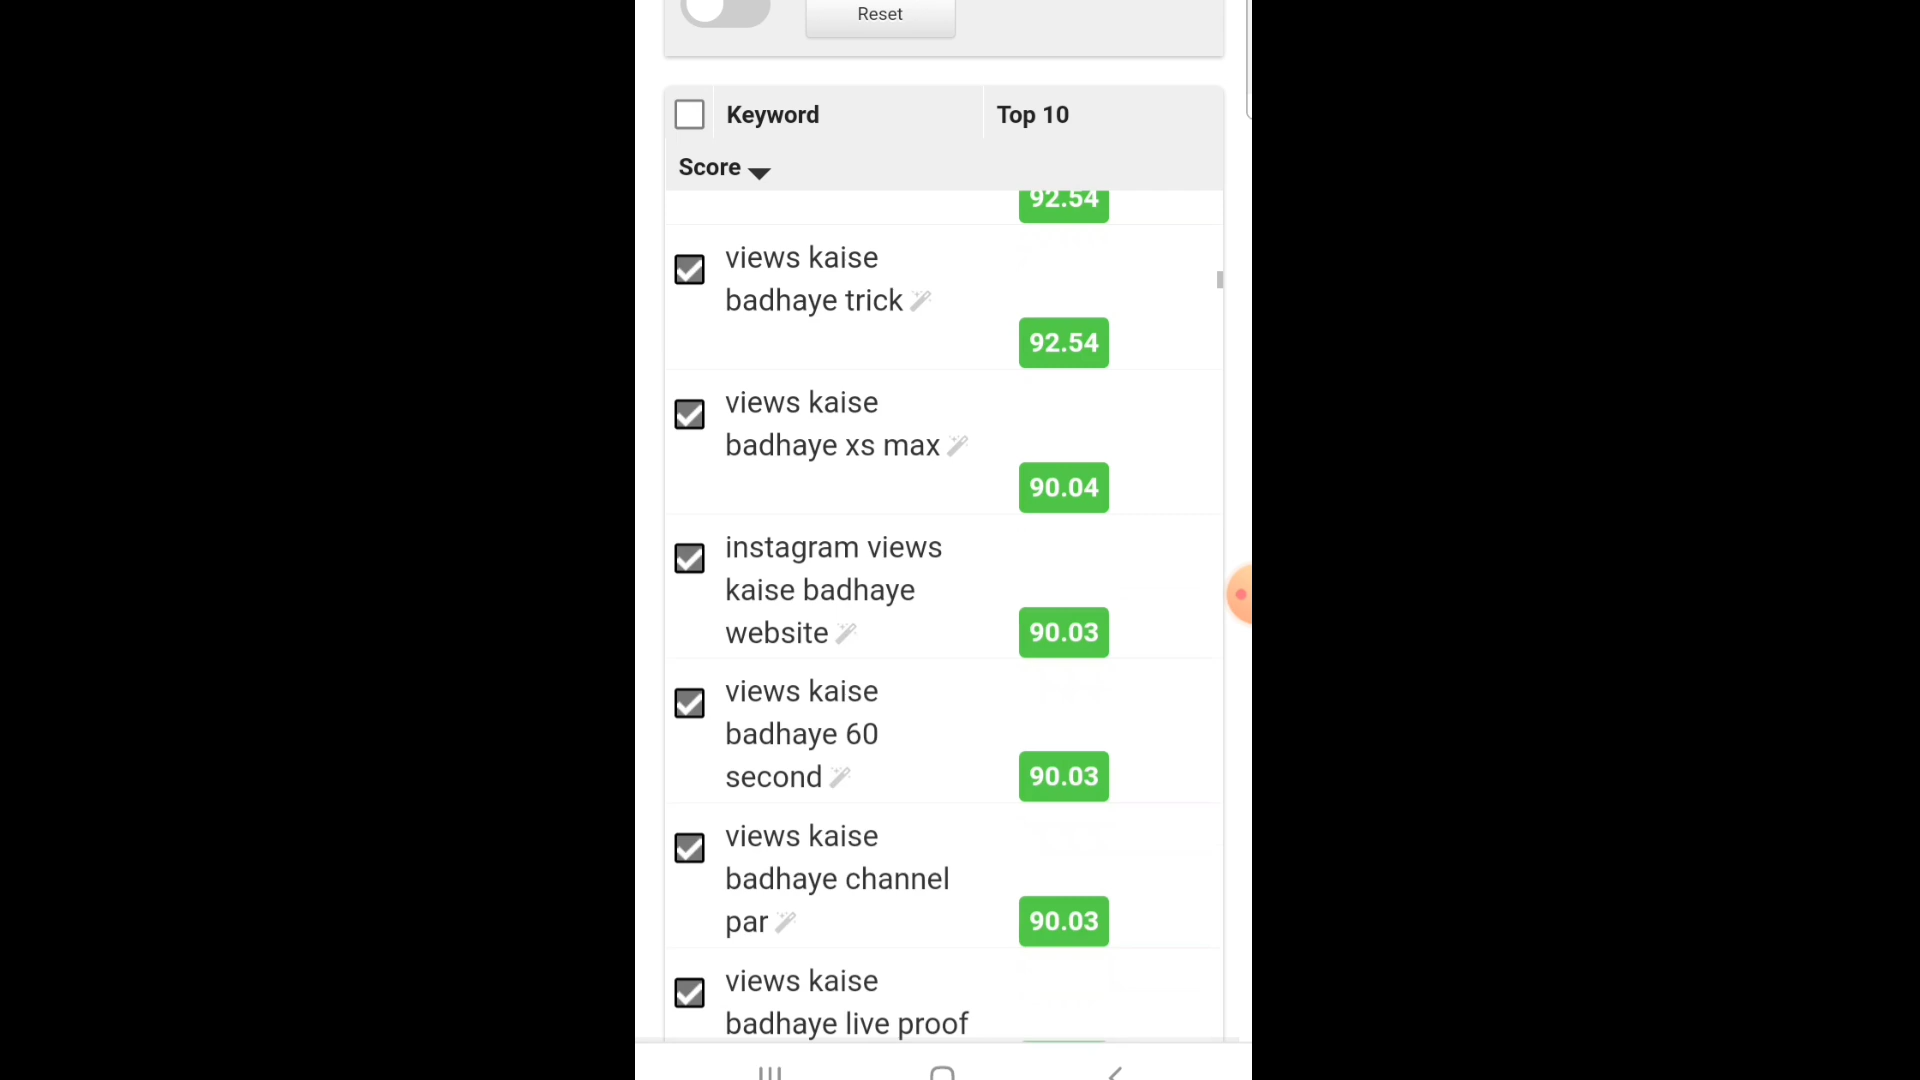 Reset
Keyword
Top 10
Score
92.54
views kaise
badhaye trick
92.54
views kaise
badhaye xs max
90.04
instagram views
kaise badhaye
website
90.03
views kaise
badhaye 60
second
90.03
views kaise
badhaye channel
par
90.03
views kaise
badhaye live proof